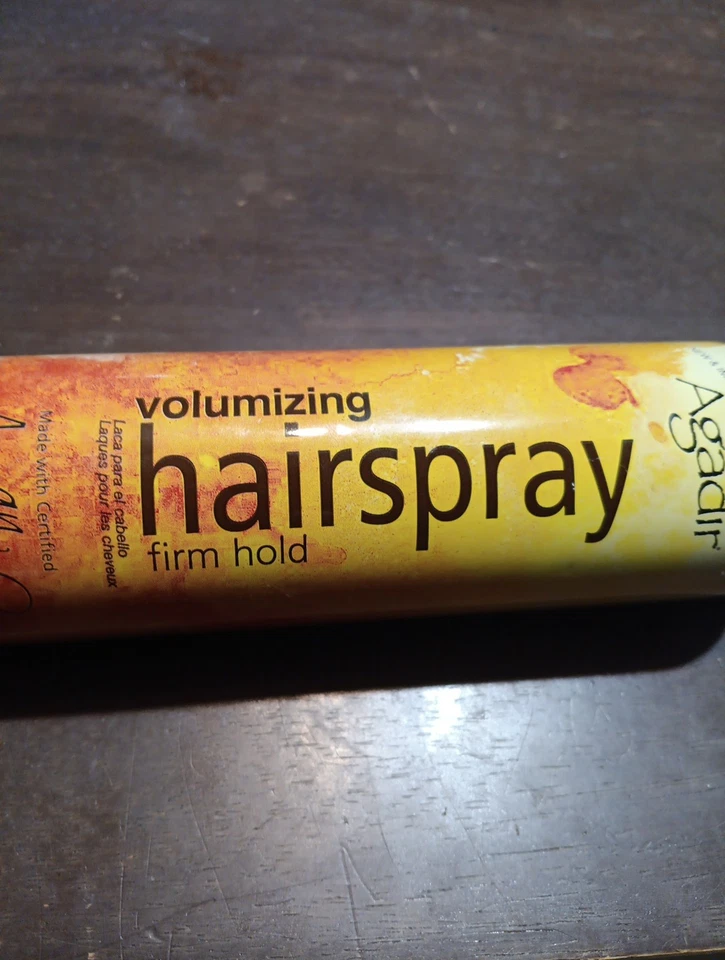 Agadir
volumizing
hairspray
firm hold
Laca para el cabello
Laques pour les cheveux
Made with Certified